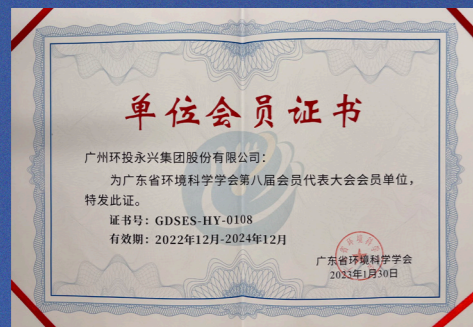 单位会员证书
广州环投永兴集团股份有限公司：
为广东省环境科学学会第八届会员代表大会会员单位，
特发此证。
证书号：GDSES-HY-0108
有效期：2022年12月-2024年12月
广东省环境科学学会
2023年1月30日